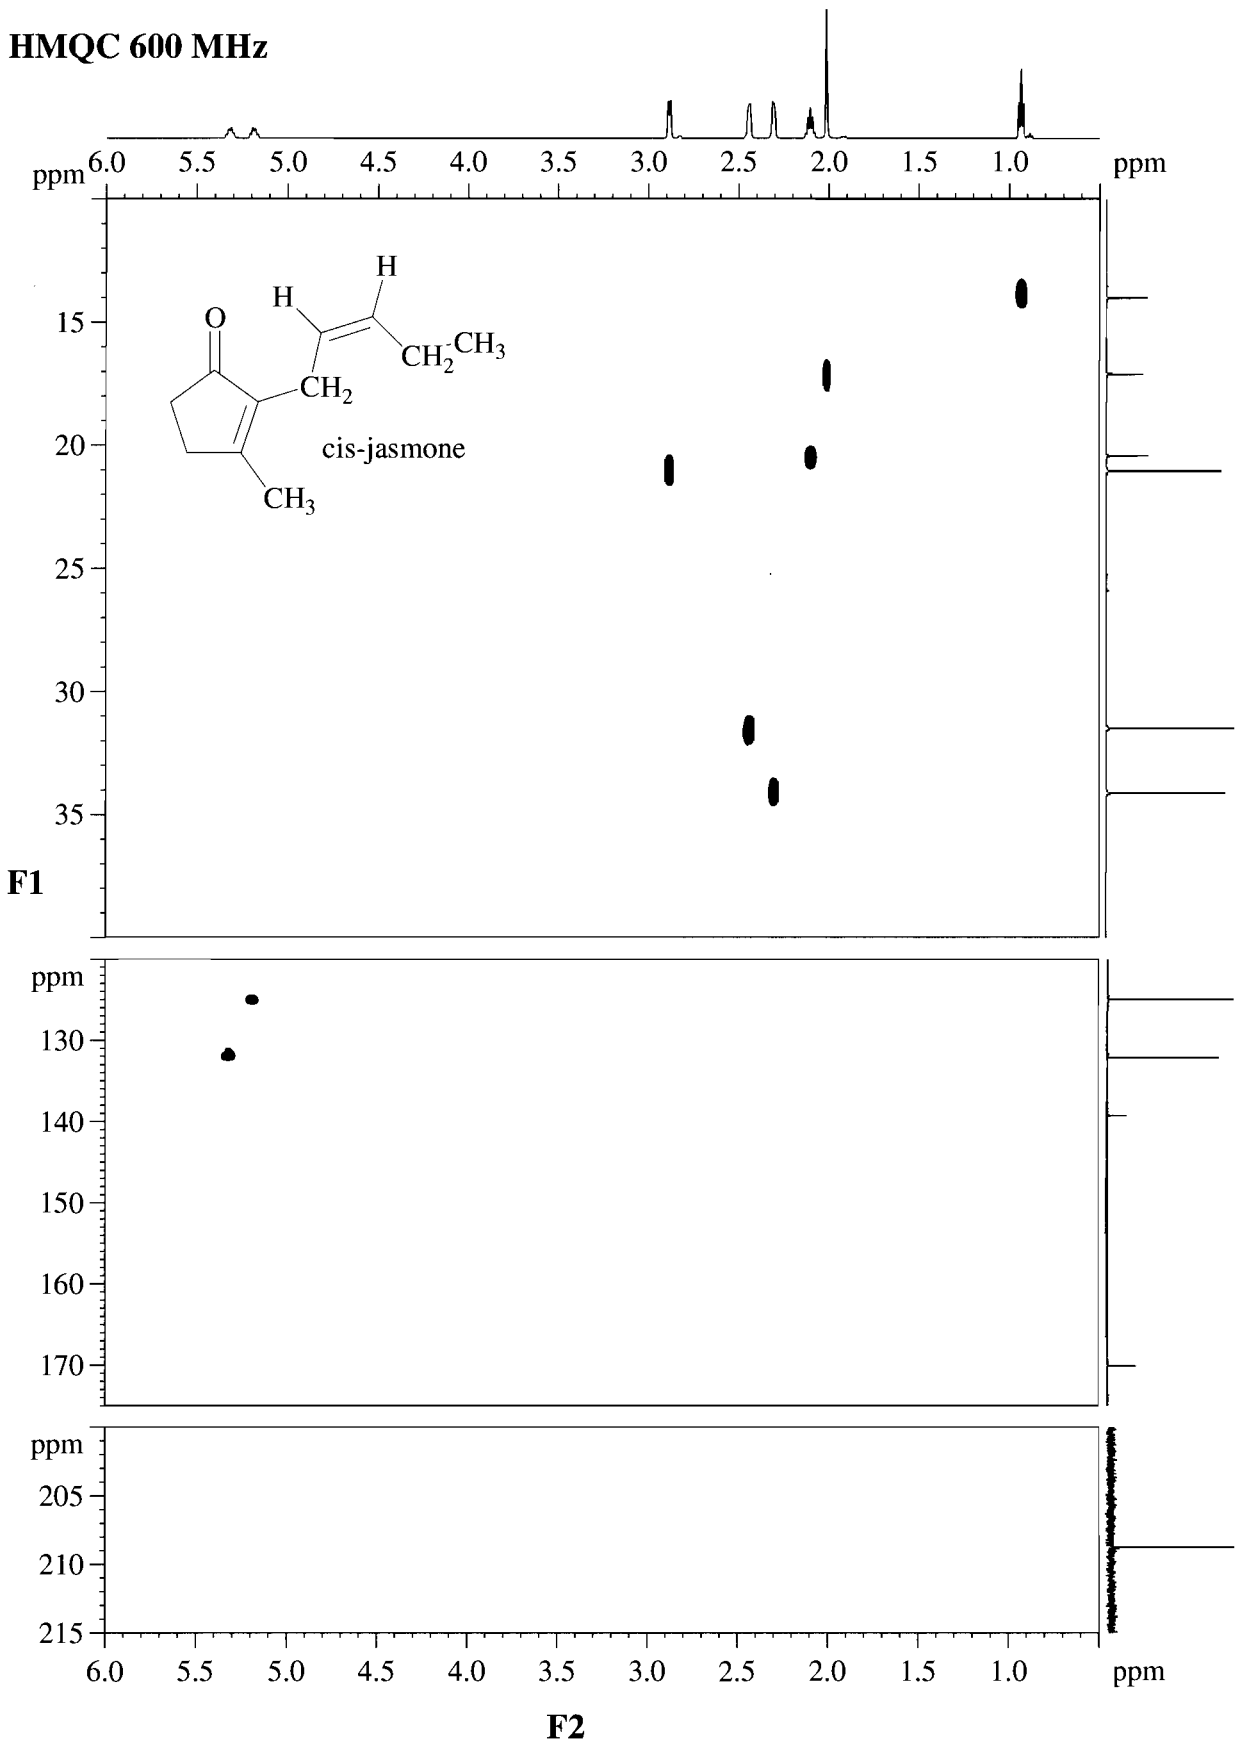 HMQC 600 MHz
ppm 6.0 5.5 5.0 4.5 4.0 3.5 3.0 2.5 2.0 1.5 1.0 ppm
H
H
O
CH2 CH3
15
CH2
cis-jasmone
20
CH3
25
30
35
F1
ppm
130
140
150
160
170
ppm
205
210
215
6.0 5.5 5.0 4.5 4.0 3.5 3.0 2.5 2.0 1.5 1.0 ppm
F2